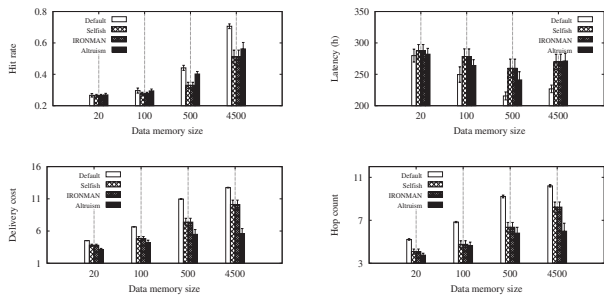 0.8
0.6
0.4
0.2
Hit rate
Default
Selfish
IRONMAN
Altruism
20
100
500
4500
Data memory size
350
300
250
200
Latency (h)
Default
Selfish
IRONMAN
Altruism
20
100
500
4500
Data memory size
16
11
6
1
Delivery cost
Default
Selfish
IRONMAN
Altruism
20
100
500
4500
Data memory size
11
7
3
Hop count
Default
Selfish
IRONMAN
Altruism
20
100
500
4500
Data memory size